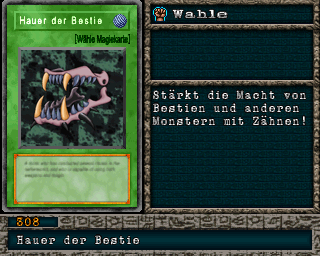 Hauer der Bestie
[Wähle Magiekarte]
Wahle
Stärkt die Macht von
Bestien und anderen
Monstern mit Zähnen!
308
Hauer der Bestie